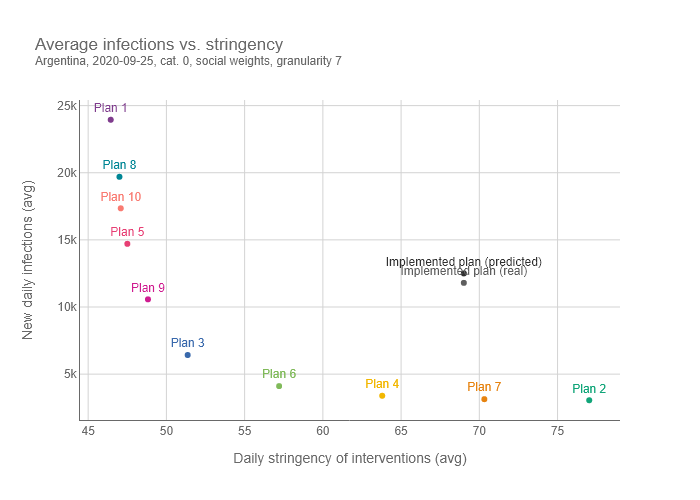 Average infections vs. stringency
Argentina, 2020-09-25, cat. 0, social weights, granularity 7
25k
Plan 1
20k
Plan 8
Plan 10
15k
Plan 5
Implemented plan (predicted)
Implemented plan (real)
10k
Plan 9
Plan 3
5k
Plan 6
Plan 4
Plan 7
Plan 2
New daily infections (avg)
45 50 55 60 65 70 75
Daily stringency of interventions (avg)